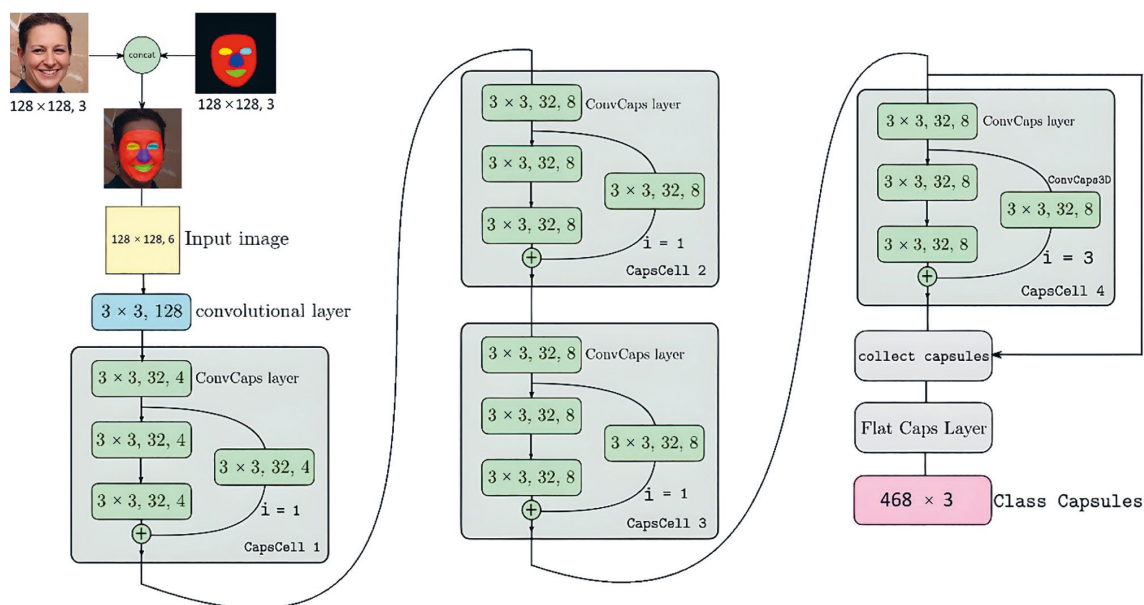 concat
128 × 128, 3
128 × 128, 3
128 × 128, 6
Input image
3 × 3, 128
convolutional layer
3 × 3, 32, 4
ConvCaps layer
3 × 3, 32, 4
3 × 3, 32, 4
3 × 3, 32, 4
i = 1
+
CapsCell 1
3 × 3, 32, 8
ConvCaps layer
3 × 3, 32, 8
3 × 3, 32, 8
3 × 3, 32, 8
i = 1
+
CapsCell 2
3 × 3, 32, 8
ConvCaps layer
3 × 3, 32, 8
3 × 3, 32, 8
3 × 3, 32, 8
i = 1
+
CapsCell 3
3 × 3, 32, 8
ConvCaps layer
3 × 3, 32, 8
ConvCaps3D
3 × 3, 32, 8
3 × 3, 32, 8
i = 3
+
CapsCell 4
collect capsules
Flat Caps Layer
468 × 3
Class Capsules